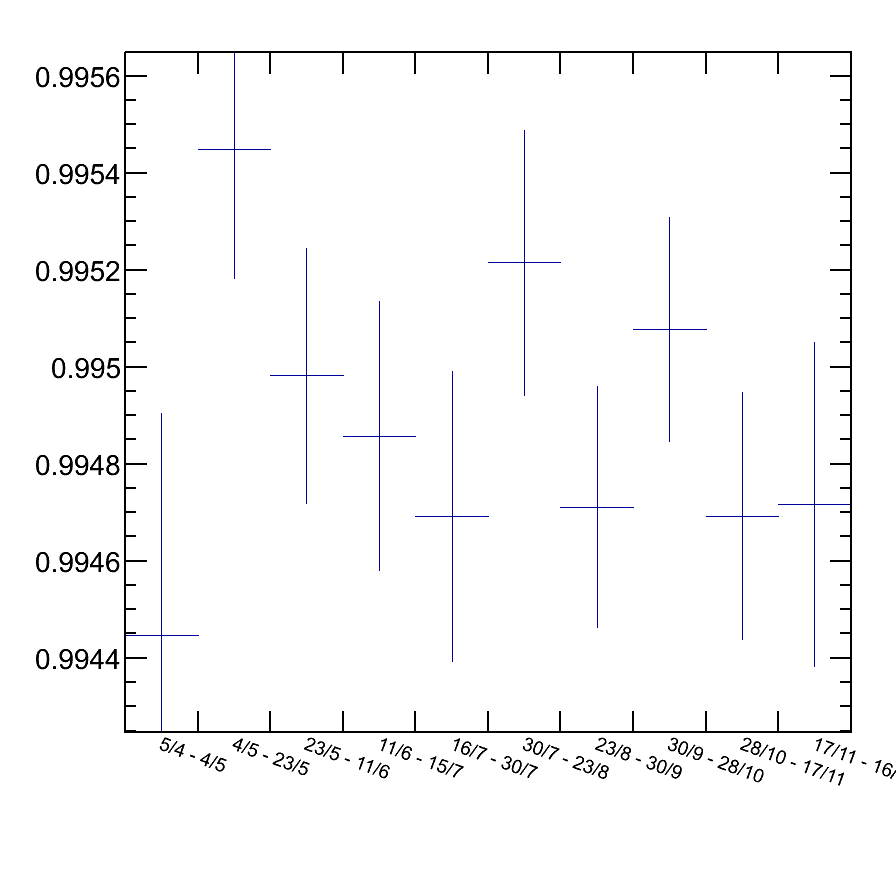 0.9956
0.9954
0.9952
0.995
0.9948
0.9946
0.9944
5/4 - 4/5
4/5 - 23/5
23/5 - 11/6
11/6 - 15/7
16/7 - 30/7
30/7 - 23/8
23/8 - 30/9
30/9 - 28/10
28/10 - 17/11
17/11 - 16/